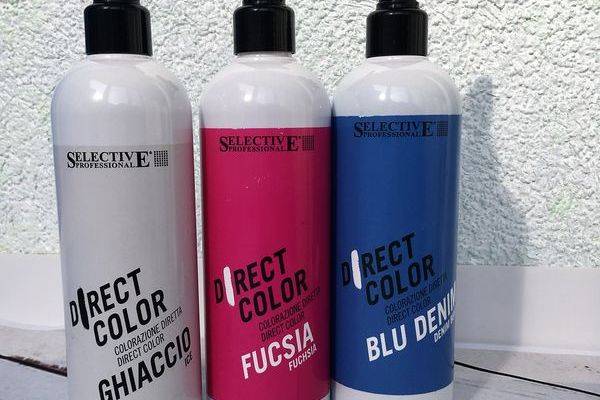 SELECTIVE
PROFESSIONAL
DIRECT
COLOR
COLORAZIONE DIRETTA
DIRECT COLOR
GHIACCIO
ICE
SELECTIVE
PROFESSIONAL
DIRECT
COLOR
COLORAZIONE DIRETTA
DIRECT COLOR
FUCSIA
FUCHSIA
SELECTIVE
PROFESSIONAL
DIRECT
COLOR
COLORAZIONE DIRETTA
DIRECT COLOR
BLU DENIM